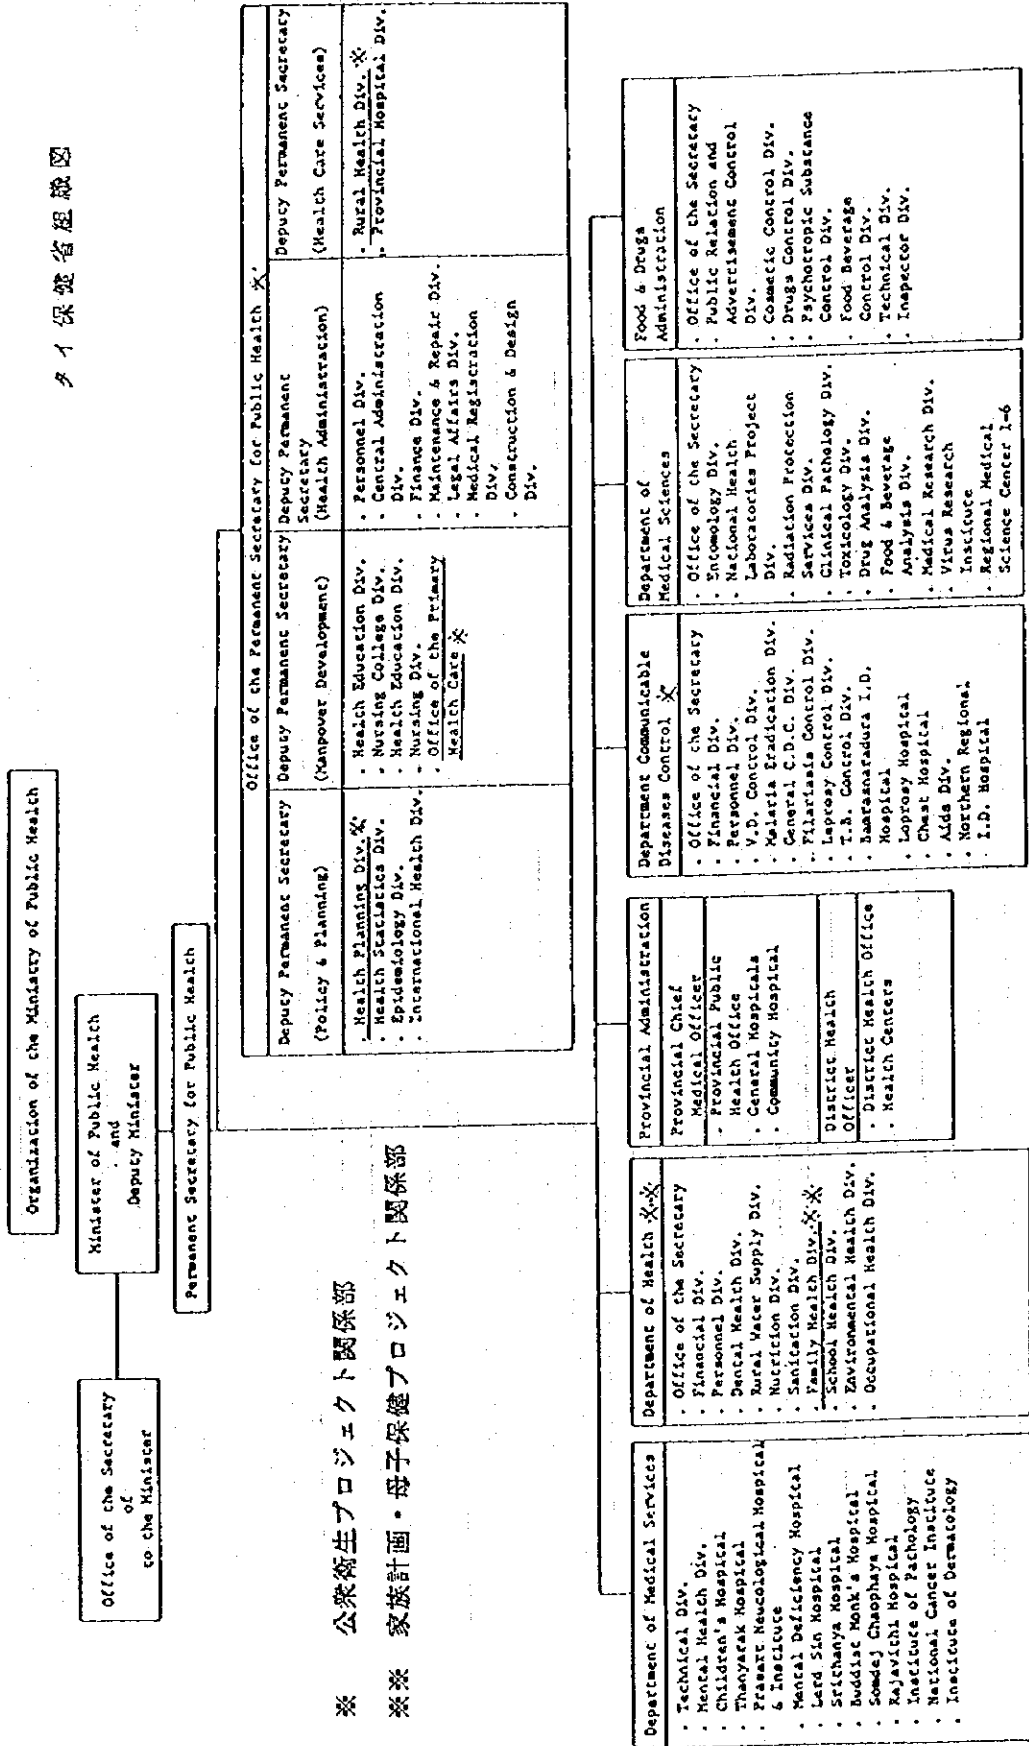 タイ保健省組織図
Organization of the Ministry of Public Health
Minister of Public Health
and
Deputy Minister
Office of the Secretary
of
to the Minister
Permanent Secretary for Public Health
※ 公衆衛生プロジェクト関係部
※※ 家族計画・母子保健プロジェクト関係部
Office of the Permanent Secretary for Public Health ※
Deputy Permanent Secretary
(Policy & Planning)
· Health Planning Div.※
· Health Statistics Div.
· Epidemiology Div.
· International Health Div.
Deputy Permanent Secretary
(Manpower Development)
· Health Education Div.
· Nursing College Div.
· Health Education Div.
· Nursing Div.
· Office of the Primary
Health Care ※
Deputy Permanent
Secretary
(Health Administration)
· Personnel Div.
· Central Administration
Div.
· Finance Div.
· Maintenance & Repair Div.
· Legal Affairs Div.
· Medical Registration
Div.
· Construction & Design
Div.
Deputy Permanent Secretary
(Health Care Services)
· Rural Health Div. ※
· Provincial Hospital Div.
Department of Medical Services
· Technical Div.
· Mental Health Div.
· Children's Hospital
· Thanyarak Hospital
· Prasart Neucological Hospital
& Institute
· Mental Deficiency Hospital
· Lerd Sin Hospital
· Srithanya Hospital
· Buddist Monk's Hospital
· Somdej Chaophaya Hospital
· Rajavithi Hospital
· Institute of Pathology
· National Cancer Institute
· Institute of Dermatology
Department of Health ※※
· Office of the Secretary
· Financial Div.
· Personnel Div.
· Dental Health Div.
· Rural Water Supply Div.
· Nutrition Div.
· Sanitation Div.
· Family Health Div.※※
· School Health Div.
· Environmental Health Div.
· Occupational Health Div.
Provincial Administration
Provincial Chief
Medical Officer
· Provincial Public
Health Office
· General Hospitals
· Community Hospital
District Health
Officer
· District Health Office
· Health Centers
Department Communicable
Diseases Control ※
· Office of the Secretary
· Financial Div.
· Personnel Div.
· V.D. Control Div.
· Malaria Eradication Div.
· General C.D.C. Div.
· Filariasis Control Div.
· Leprosy Control Div.
· T.B. Control Div.
· Bamrasnaradura I.D.
Hospital
· Loprosy Hospital
· Chest Hospital
· Aids Div.
· Northern Regional
· I.D. Hospital
Department of
Medical Sciences
· Office of the Secretary
· Entomology Div.
· National Health
Laboratories Project
Div.
· Radiation Protection
Services Div.
· Clinical Pathology Div.
· Toxicology Div.
· Drug Analysis Div.
· Food & Beverage
Analysis Div.
· Medical Research Div.
· Virus Research
Institute
· Regional Medical
Science Center 1-6
Food & Drugs
Administration
· Office of the Secretary
· Public Relation and
Advertisement Control
Div.
· Cosmetic Control Div.
· Drugs Control Div.
· Psychotropic Substance
Control Div.
· Food Beverage
Control Div.
· Technical Div.
· Inspector Div.